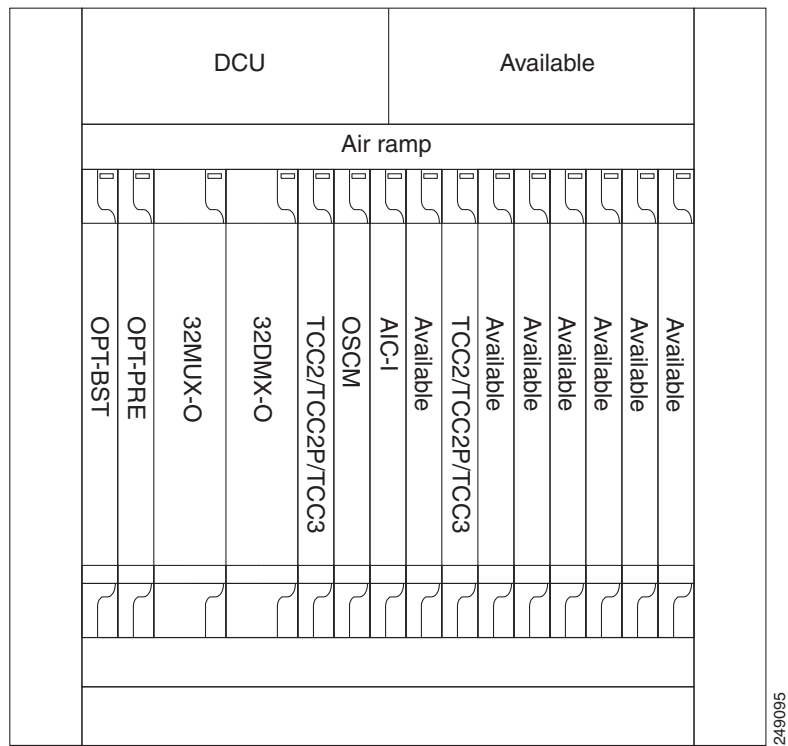 DCU
Available
Air ramp
OPT-BST
OPT-PRE
32MUX-O
32DMX-O
TCC2/TCC2P/TCC3
OSCM
AIC-I
Available
TCC2/TCC2P/TCC3
Available
Available
Available
Available
Available
Available
249095